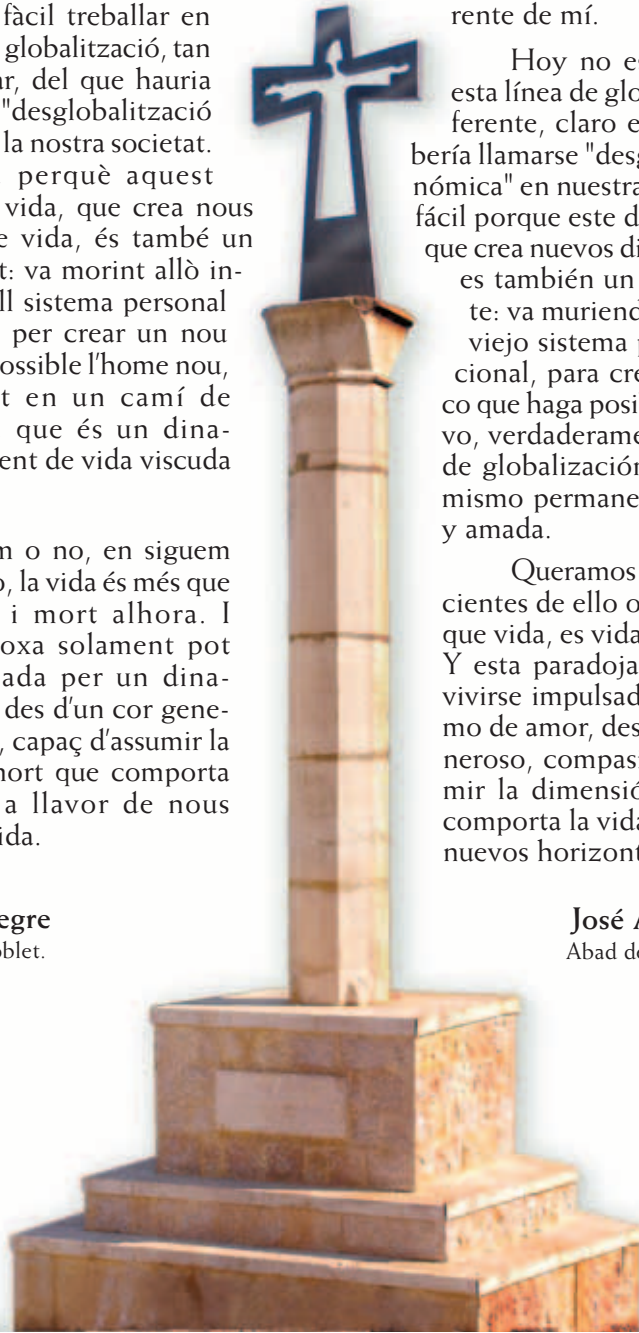 fàcil treballar en
globalització, tan
ar, del que hauria
"desglobalització
la nostra societat.
perquè aquest
vida, que crea nous
e vida, és també un
t: va morint allò in-
ll sistema personal
per crear un nou
ossible l'home nou,
t en un camí de
que és un dina-
ent de vida viscuda
m o no, en siguem
o, la vida és més que
i mort alhora. I
oxa solament pot
ada per un dina-
des d'un cor gene-
, capaç d'assumir la
mort que comporta
a llavor de nous
ida.
egre
oblet.
rente de mí.
Hoy no es
esta línea de glo
ferente, claro e
bería llamarse "desg
nómica" en nuestra
fácil porque este d
que crea nuevos di
es también un
te: va muriend
viejo sistema p
cional, para cre
co que haga posi
vo, verdaderame
de globalización
mismo permane
y amada.
Queramos
cientes de ello o
que vida, es vida
Y esta paradoja
vivirse impulsad
mo de amor, des
neroso, compas
mir la dimensió
comporta la vida
nuevos horizont
José A
Abad de